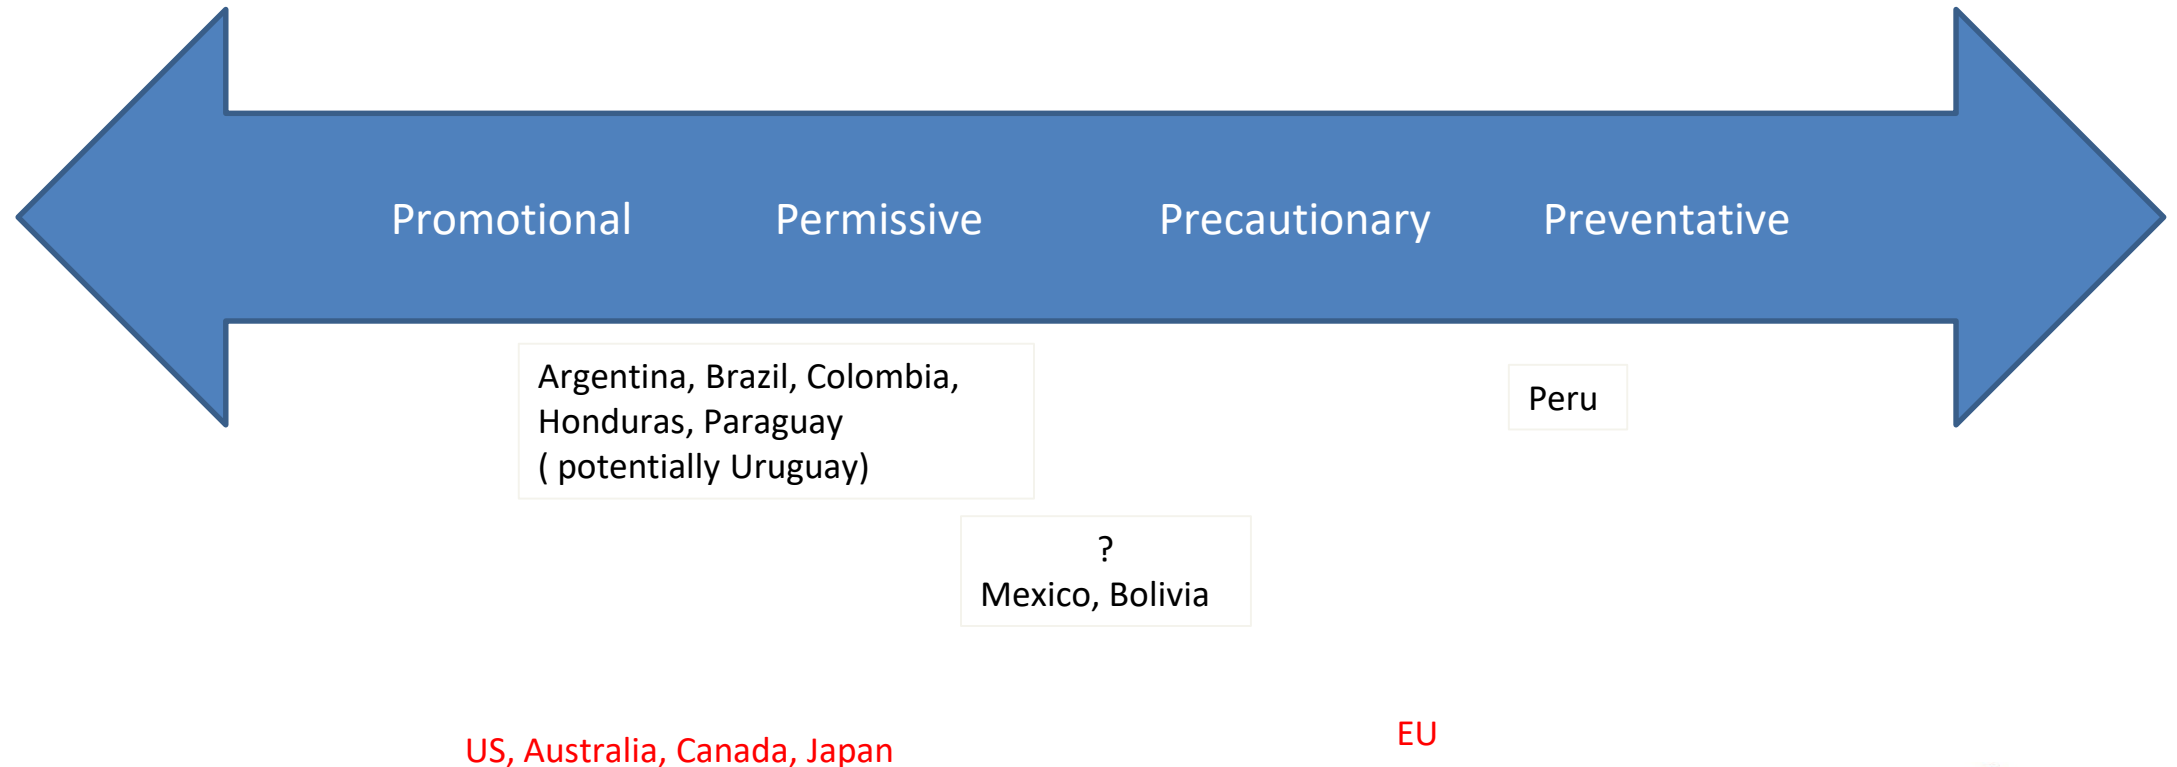 Promotional Permissive Precautionary Preventative
Argentina, Brazil, Colombia,
Honduras, Paraguay
( potentially Uruguay)
Peru
?
Mexico, Bolivia
US, Australia, Canada, Japan
EU